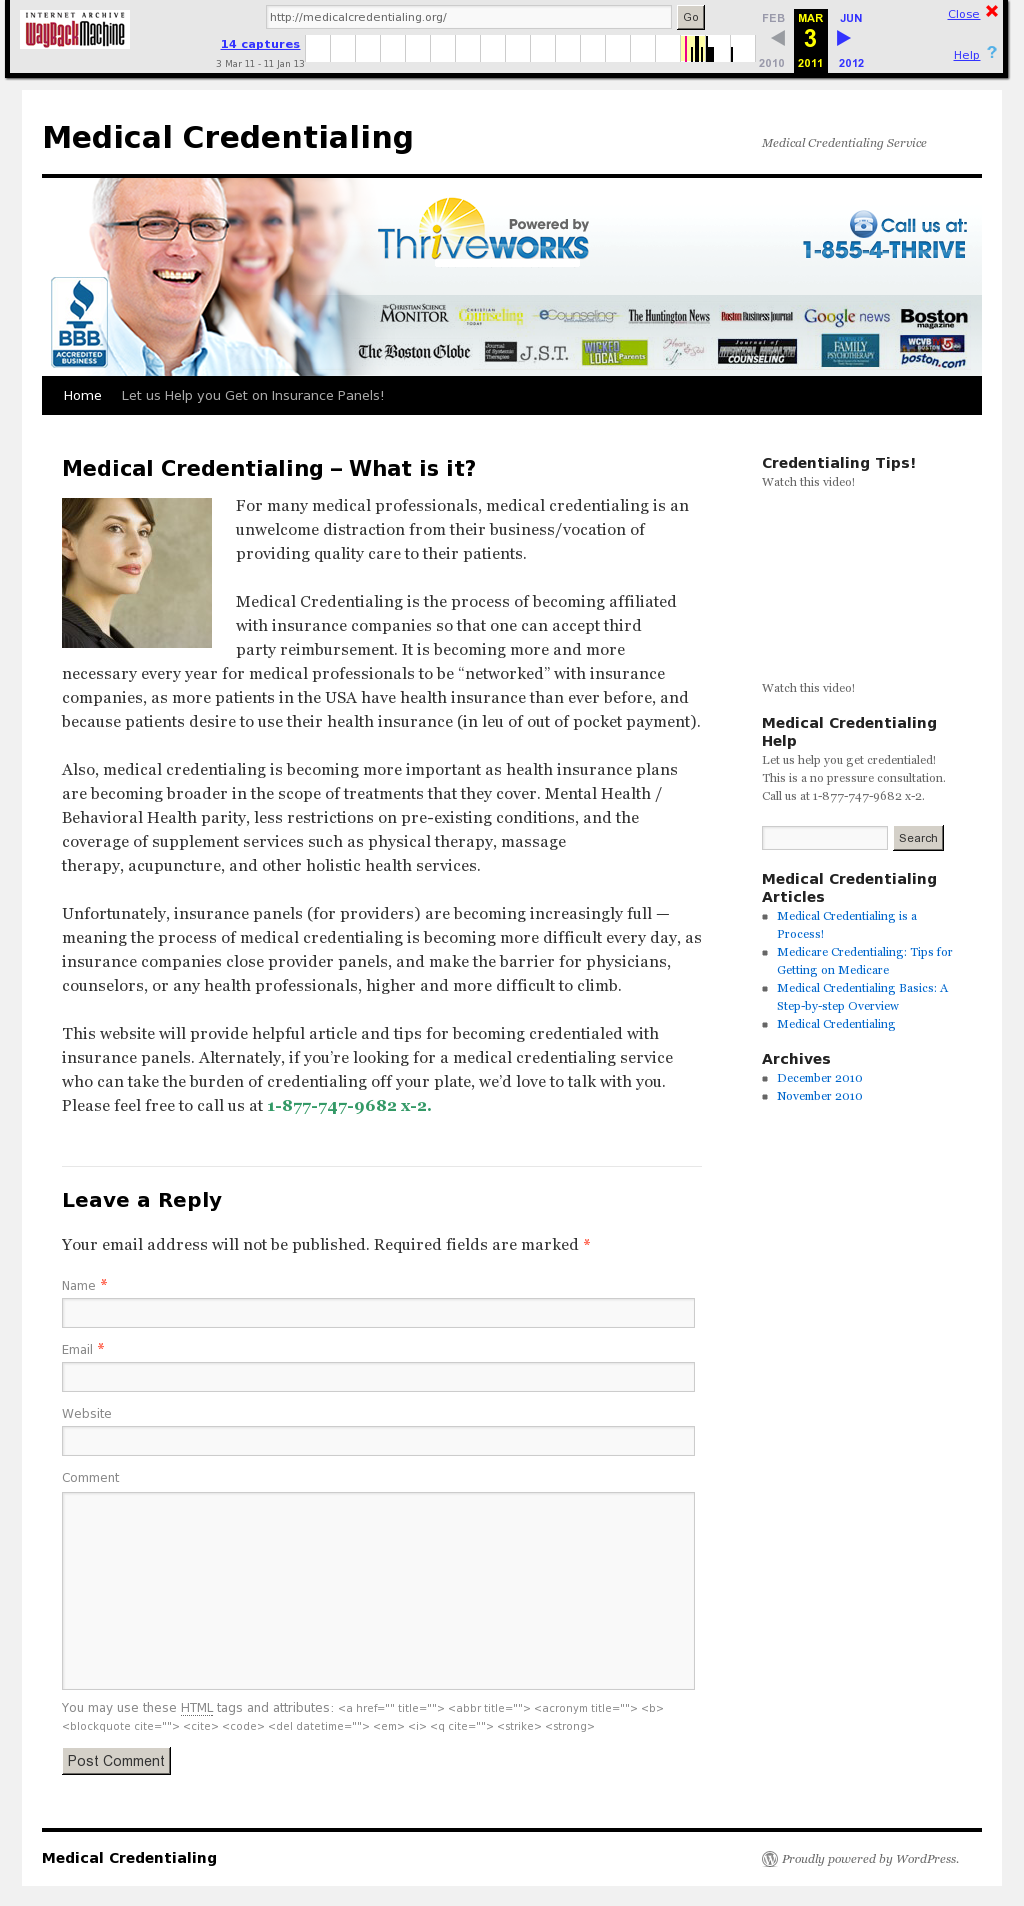 INTERNET ARCHIVE
WayBackMachine
http://medicalcredentialing.org/
Go
14 captures
3 Mar 11 - 11 Jan 13
FEB MAR JUN
3
2010 2011 2012
Close
Help ?
Medical Credentialing
Medical Credentialing Service
Powered by
ThriveWORKS
Call us at:
1-855-4-THRIVE
BBB
ACCREDITED
BUSINESS
The CHRISTIAN SCIENCE
MONITOR
CHRISTIAN
Counseling
TODAY
eCounseling
The Huntington News
Boston Business Journal
Google news
Boston
magazine
The Boston Globe
Journal of Systemic Therapies
J.S.T.
WICKED
LOCAL Parents
Journal of
MENTAL HEALTH
COUNSELING
FAMILY
PSYCHOTHERAPY
WCVB 5
BOSTON
boston.com
Home
Let us Help you Get on Insurance Panels!
Medical Credentialing – What is it?
For many medical professionals, medical credentialing is an
unwelcome distraction from their business/vocation of
providing quality care to their patients.
Medical Credentialing is the process of becoming affiliated
with insurance companies so that one can accept third
party reimbursement. It is becoming more and more
necessary every year for medical professionals to be “networked” with insurance
companies, as more patients in the USA have health insurance than ever before, and
because patients desire to use their health insurance (in leu of out of pocket payment).
Also, medical credentialing is becoming more important as health insurance plans
are becoming broader in the scope of treatments that they cover. Mental Health /
Behavioral Health parity, less restrictions on pre-existing conditions, and the
coverage of supplement services such as physical therapy, massage
therapy, acupuncture, and other holistic health services.
Unfortunately, insurance panels (for providers) are becoming increasingly full —
meaning the process of medical credentialing is becoming more difficult every day, as
insurance companies close provider panels, and make the barrier for physicians,
counselors, or any health professionals, higher and more difficult to climb.
This website will provide helpful article and tips for becoming credentialed with
insurance panels. Alternately, if you’re looking for a medical credentialing service
who can take the burden of credentialing off your plate, we’d love to talk with you.
Please feel free to call us at 1-877-747-9682 x-2.
Leave a Reply
Your email address will not be published. Required fields are marked *
Name *
Email *
Website
Comment
You may use these HTML tags and attributes: <a href="" title=""> <abbr title=""> <acronym title=""> <b>
<blockquote cite=""> <cite> <code> <del datetime=""> <em> <i> <q cite=""> <strike> <strong>
Post Comment
Credentialing Tips!
Watch this video!
Watch this video!
Medical Credentialing
Help
Let us help you get credentialed!
This is a no pressure consultation.
Call us at 1-877-747-9682 x-2.
Search
Medical Credentialing
Articles
Medical Credentialing is a
Process!
Medicare Credentialing: Tips for
Getting on Medicare
Medical Credentialing Basics: A
Step-by-step Overview
Medical Credentialing
Archives
December 2010
November 2010
Medical Credentialing
Proudly powered by WordPress.